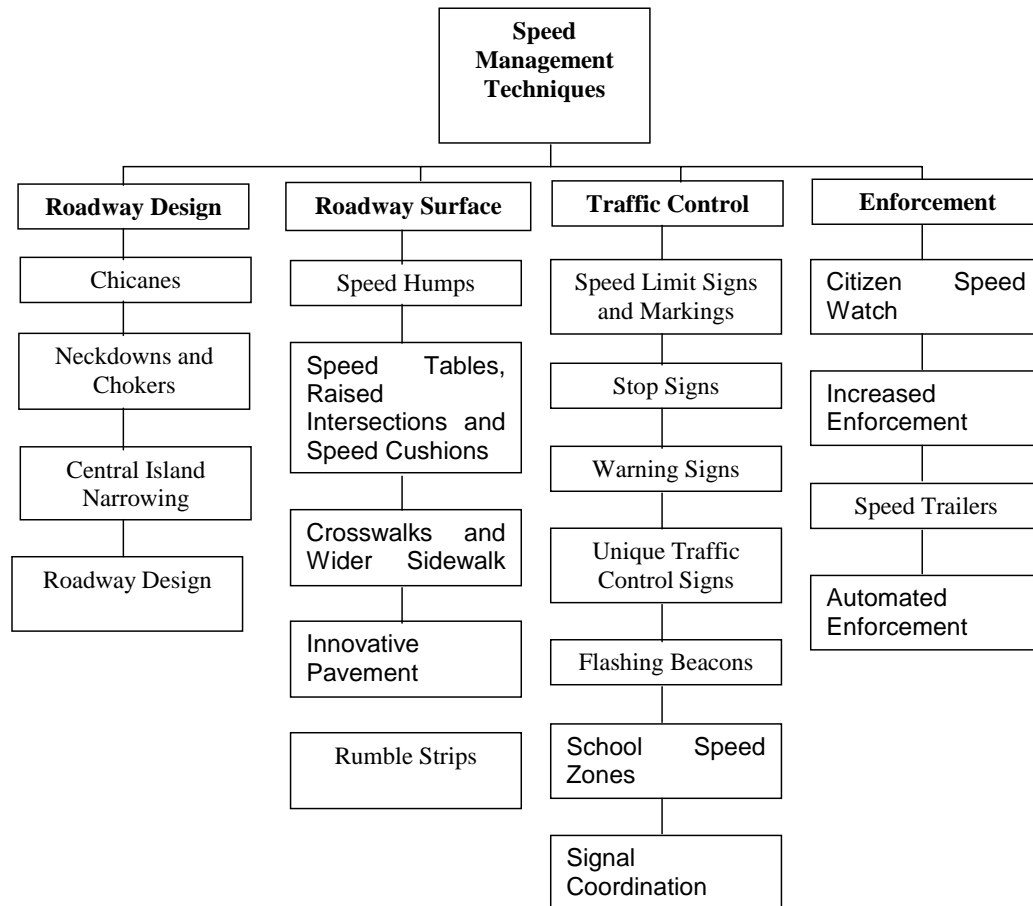 Speed
Management
Techniques
Roadway Design
Chicanes
Neckdowns and
Chokers
Central Island
Narrowing
Roadway Design
Roadway Surface
Speed Humps
Speed Tables,
Raised
Intersections and
Speed Cushions
Crosswalks and
Wider Sidewalk
Innovative
Pavement
Rumble Strips
Traffic Control
Speed Limit Signs
and Markings
Stop Signs
Warning Signs
Unique Traffic
Control Signs
Flashing Beacons
School Speed
Zones
Signal
Coordination
Enforcement
Citizen Speed
Watch
Increased
Enforcement
Speed Trailers
Automated
Enforcement